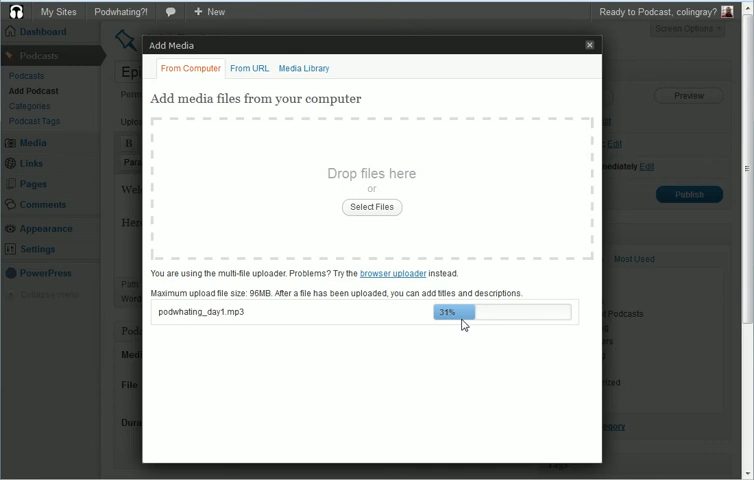 My Sites Podwhating?! + New Ready to Podcast, colingray!
Dashboard
Screen Options
Podcasts
Podcasts
Add Podcast
Categories
Podcast Tags
Media
Links
Pages
Comments
Appearance
Settings
PowerPress
Collapse menu
Add Media
From Computer From URL Media Library
Add media files from your computer
Drop files here
or
Select Files
You are using the multi-file uploader. Problems? Try the browser uploader instead.
Maximum upload file size: 96MB. After a file has been uploaded, you can add titles and descriptions.
podwhating_day1.mp3 31%
Preview
Edit
mediately Edit
Publish
Most Used
Podcasts